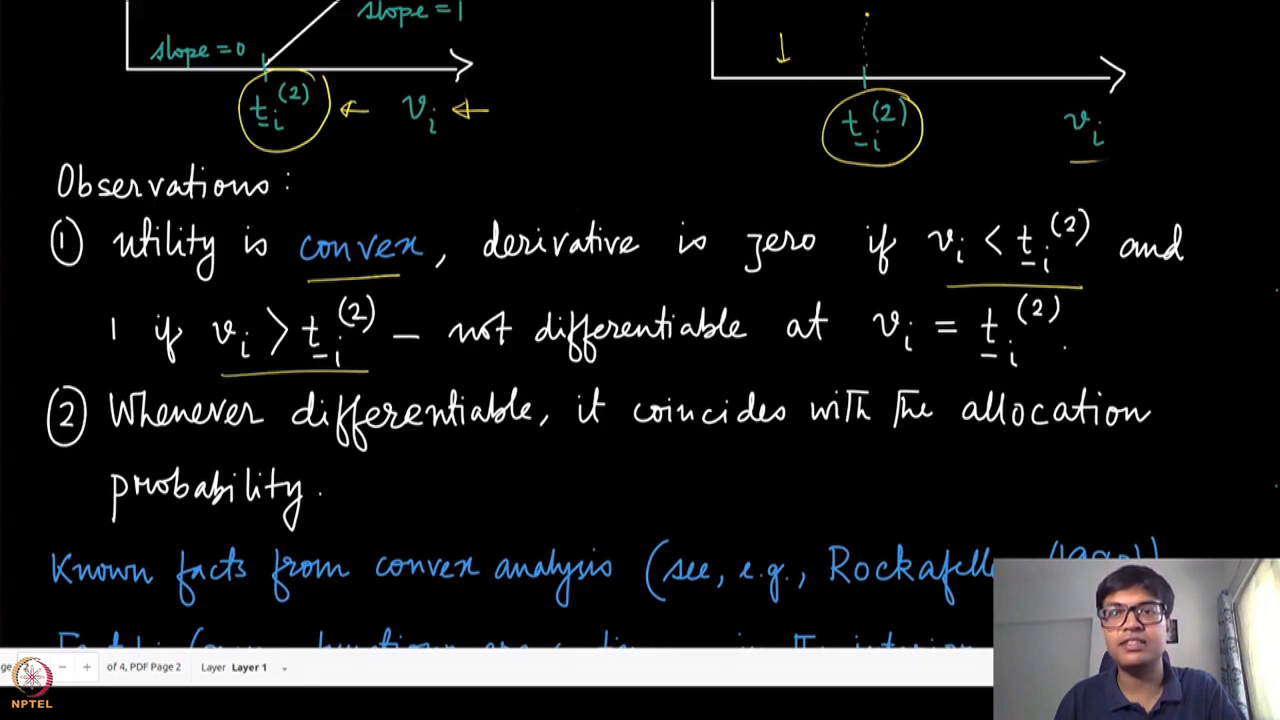 slope = 1
slope = 0
t_{-i}^{(2)} ← v_i ←
t_{-i}^{(2)} v_i
Observations :
① utility is convex, derivative is zero if v_i < t_{-i}^{(2)} and
1 if v_i > t_{-i}^{(2)} – not differentiable at v_i = t_{-i}^{(2)}.
② Whenever differentiable, it coincides with the allocation
probability.
Known facts from convex analysis (see, e.g.,
of 4, PDF Page 2 Layer Layer 1
NPTEL